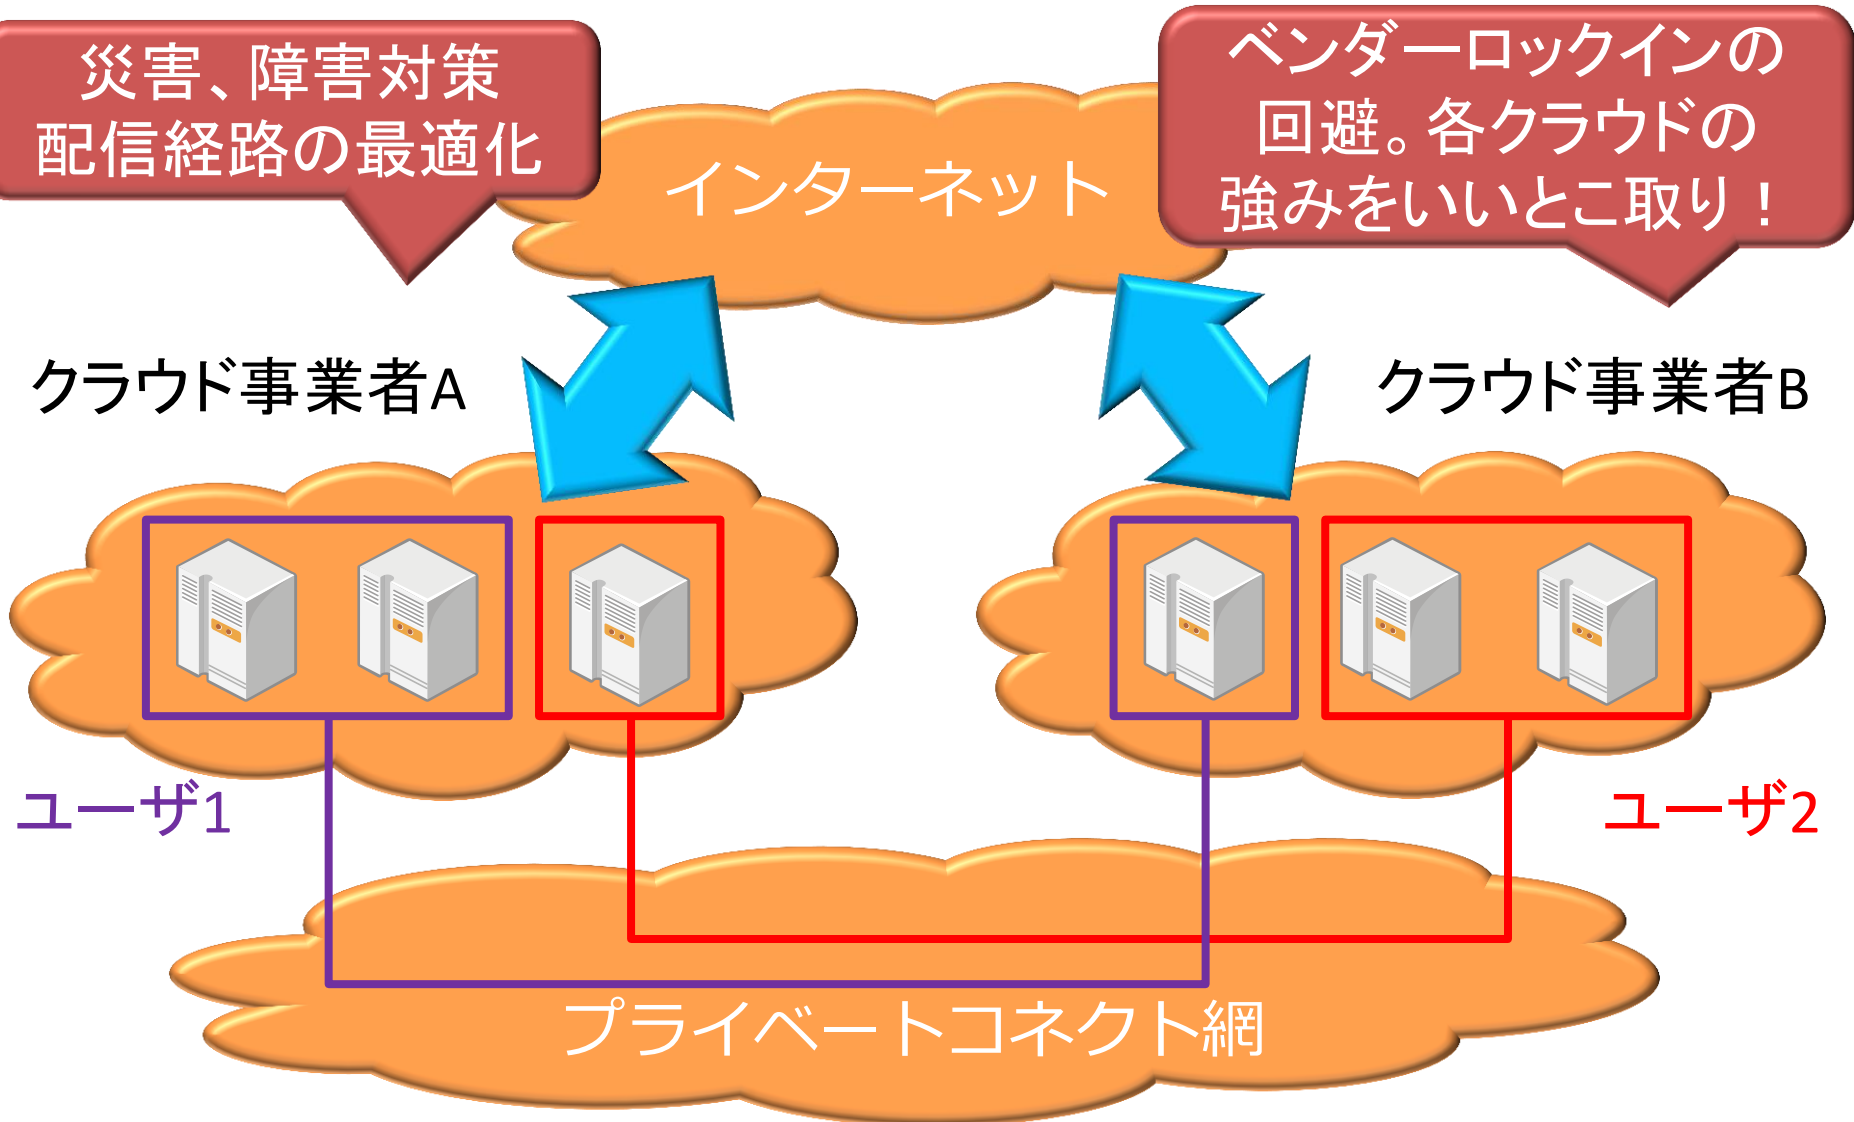 災害、障害対策
配信経路の最適化
ベンダーロックインの
回避。各クラウドの
強みをいいとこ取り！
インターネット
クラウド事業者A
クラウド事業者B
ユーザ1
ユーザ2
プライベートコネクト網